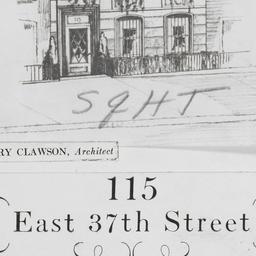 115
SqHT
RY CLAWSON, Architect
115
East 37th Street